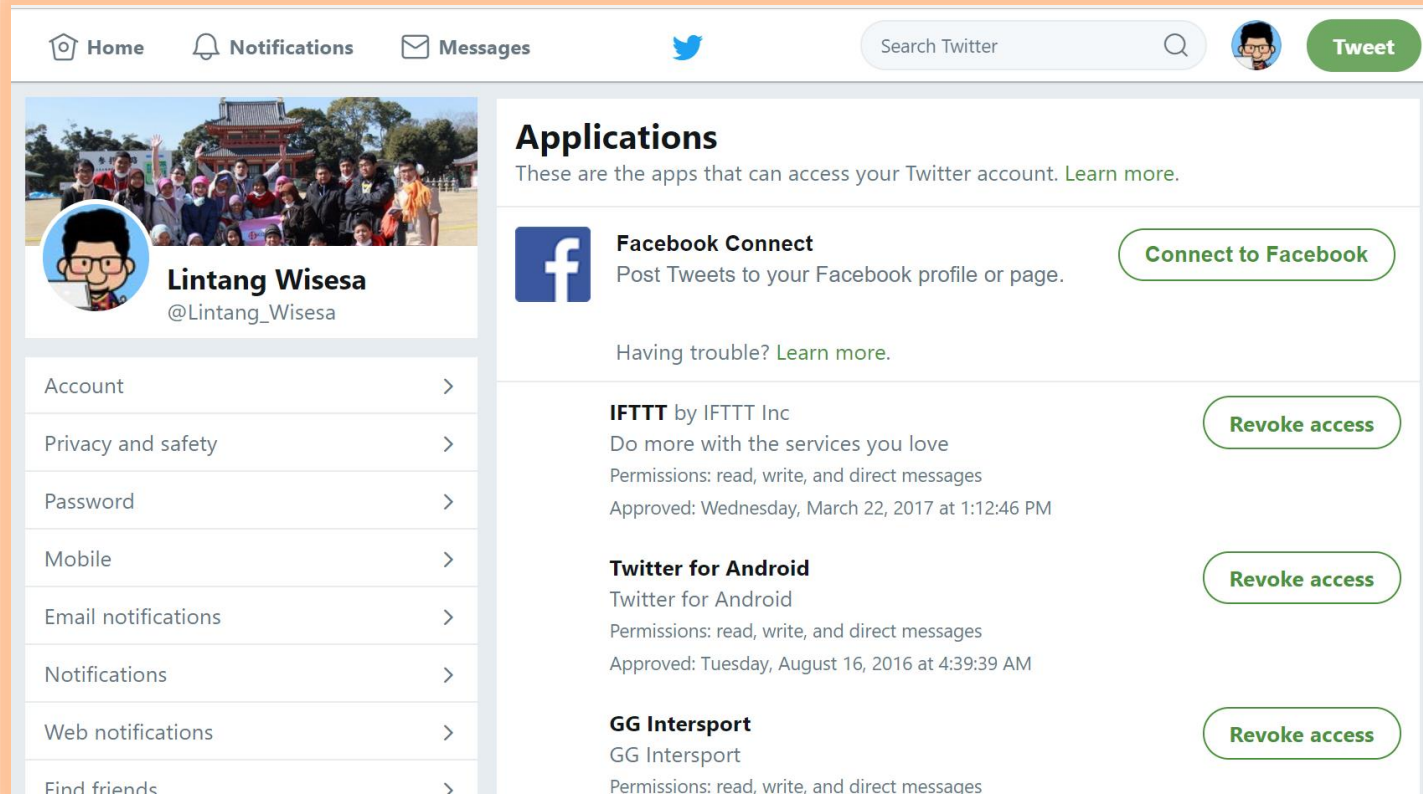 Home
Notifications
Messages
Search Twitter
Tweet
Lintang Wisesa
@Lintang_Wisesa
Account
Privacy and safety
Password
Mobile
Email notifications
Notifications
Web notifications
Find friends
Applications
These are the apps that can access your Twitter account. Learn more.
Facebook Connect
Post Tweets to your Facebook profile or page.
Connect to Facebook
Having trouble? Learn more.
IFTTT by IFTTT Inc
Do more with the services you love
Permissions: read, write, and direct messages
Approved: Wednesday, March 22, 2017 at 1:12:46 PM
Revoke access
Twitter for Android
Twitter for Android
Permissions: read, write, and direct messages
Approved: Tuesday, August 16, 2016 at 4:39:39 AM
Revoke access
GG Intersport
GG Intersport
Permissions: read, write, and direct messages
Revoke access